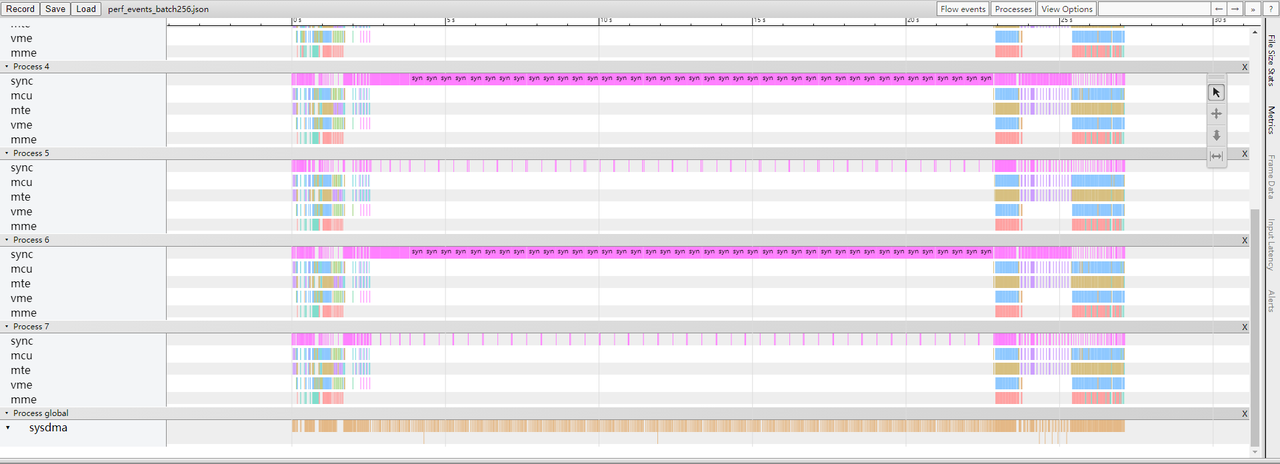 Record Save Load perf_events_batch256.json Flow events Processes View Options ← → » ?
0 s 5 s 10 s 15 s 20 s 25 s 30 s
vme
mme
Process 4 X
sync syn syn syn syn syn syn syn syn syn syn syn syn syn syn syn syn syn syn syn syn syn syn syn syn syn syn syn syn syn syn syn syn syn syn syn syn syn syn syn syn
mcu
mte
vme
mme
Process 5 X
sync
mcu
mte
vme
mme
Process 6 X
sync syn syn syn syn syn syn syn syn syn syn syn syn syn syn syn syn syn syn syn syn syn syn syn syn syn syn syn syn syn syn syn syn syn syn syn syn syn syn syn syn
mcu
mte
vme
mme
Process 7 X
sync
mcu
mte
vme
mme
Process global X
sysdma
File Size Stats
Metrics
Frame Data
Input Latency
Alerts